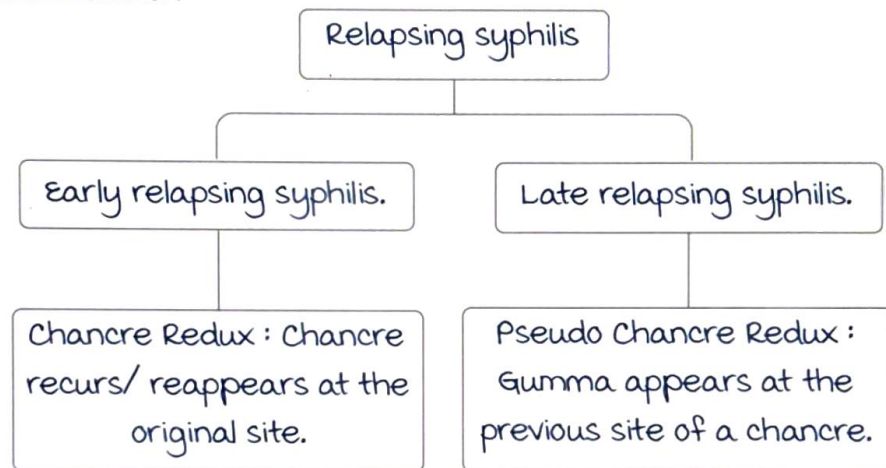 Relapsing syphilis
Early relapsing syphilis.
Late relapsing syphilis.
Chancre Redux : Chancre
recurs/ reappears at the
original site.
Pseudo Chancre Redux :
Gumma appears at the
previous site of a chancre.